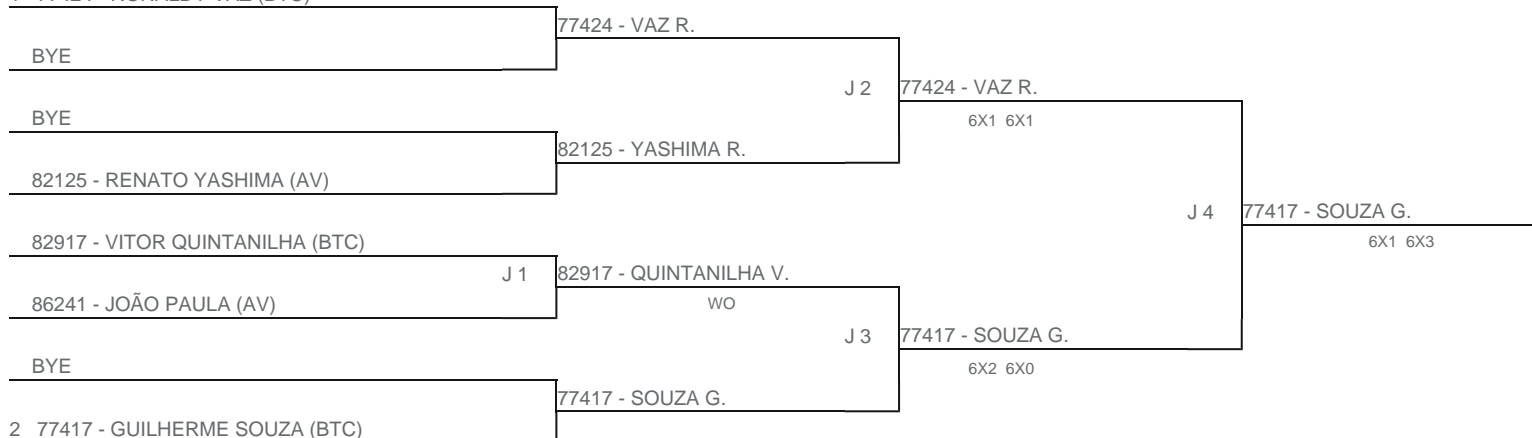 77424 - VAZ R.
BYE
J 2 77424 - VAZ R.
BYE
6X1 6X1
82125 - YASHIMA R.
82125 - RENATO YASHIMA (AV)
J 4 77417 - SOUZA G.
82917 - VITOR QUINTANILHA (BTC)
6X1 6X3
J 1 82917 - QUINTANILHA V.
86241 - JOÃO PAULA (AV)
WO
J 3 77417 - SOUZA G.
BYE
6X2 6X0
77417 - SOUZA G.
2 77417 - GUILHERME SOUZA (BTC)